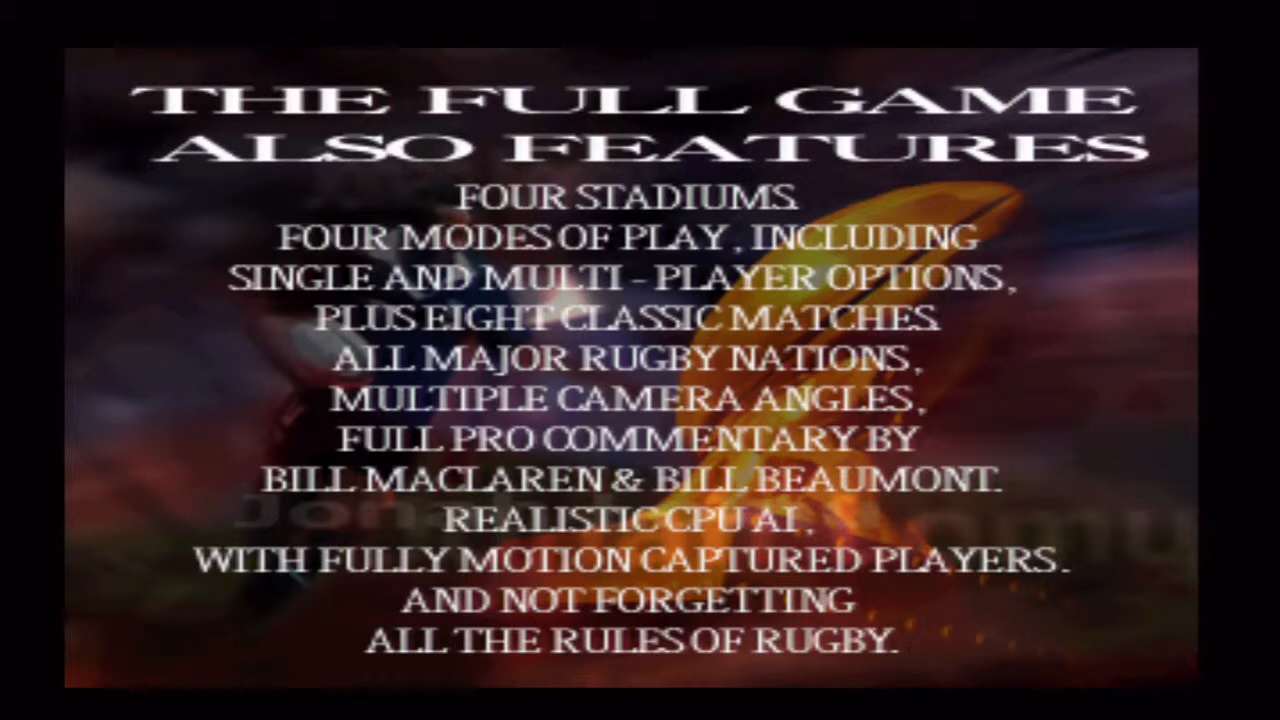 THE FULL GAME
ALSO FEATURES
FOUR STADIUMS.
FOUR MODES OF PLAY, INCLUDING
SINGLE AND MULTI-PLAYER OPTIONS,
PLUS EIGHT CLASSIC MATCHES.
ALL MAJOR RUGBY NATIONS,
MULTIPLE CAMERA ANGLES,
FULL PRO COMMENTARY BY
BILL MACLAREN & BILL BEAUMONT.
REALISTIC CPU AI,
WITH FULLY MOTION CAPTURED PLAYERS.
AND NOT FORGETTING
ALL THE RULES OF RUGBY.